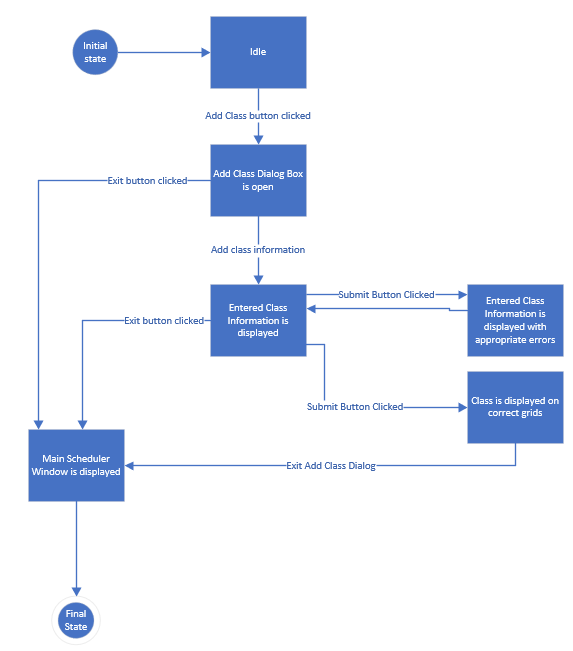 Initial
state
Idle
Add Class button clicked
Add Class Dialog Box
is open
Exit button clicked
Add class information
Entered Class
Information is
displayed
Submit Button Clicked
Entered Class
Information is
displayed with
appropriate errors
Exit button clicked
Submit Button Clicked
Class is displayed on
correct grids
Main Scheduler
Window is displayed
Exit Add Class Dialog
Final
State